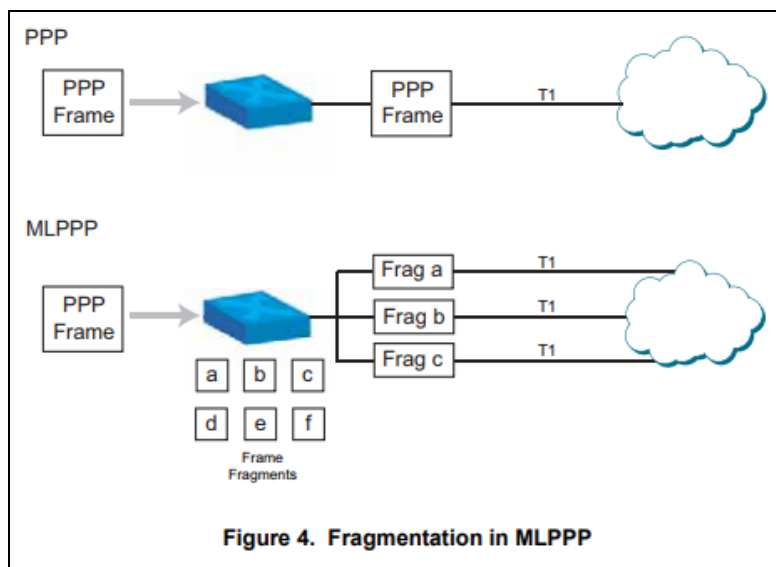 PPP
PPP
Frame
PPP
Frame
T1
MLPPP
PPP
Frame
Frag a
T1
Frag b
T1
Frag c
T1
a b c
d e f
Frame
Fragments
Figure 4. Fragmentation in MLPPP